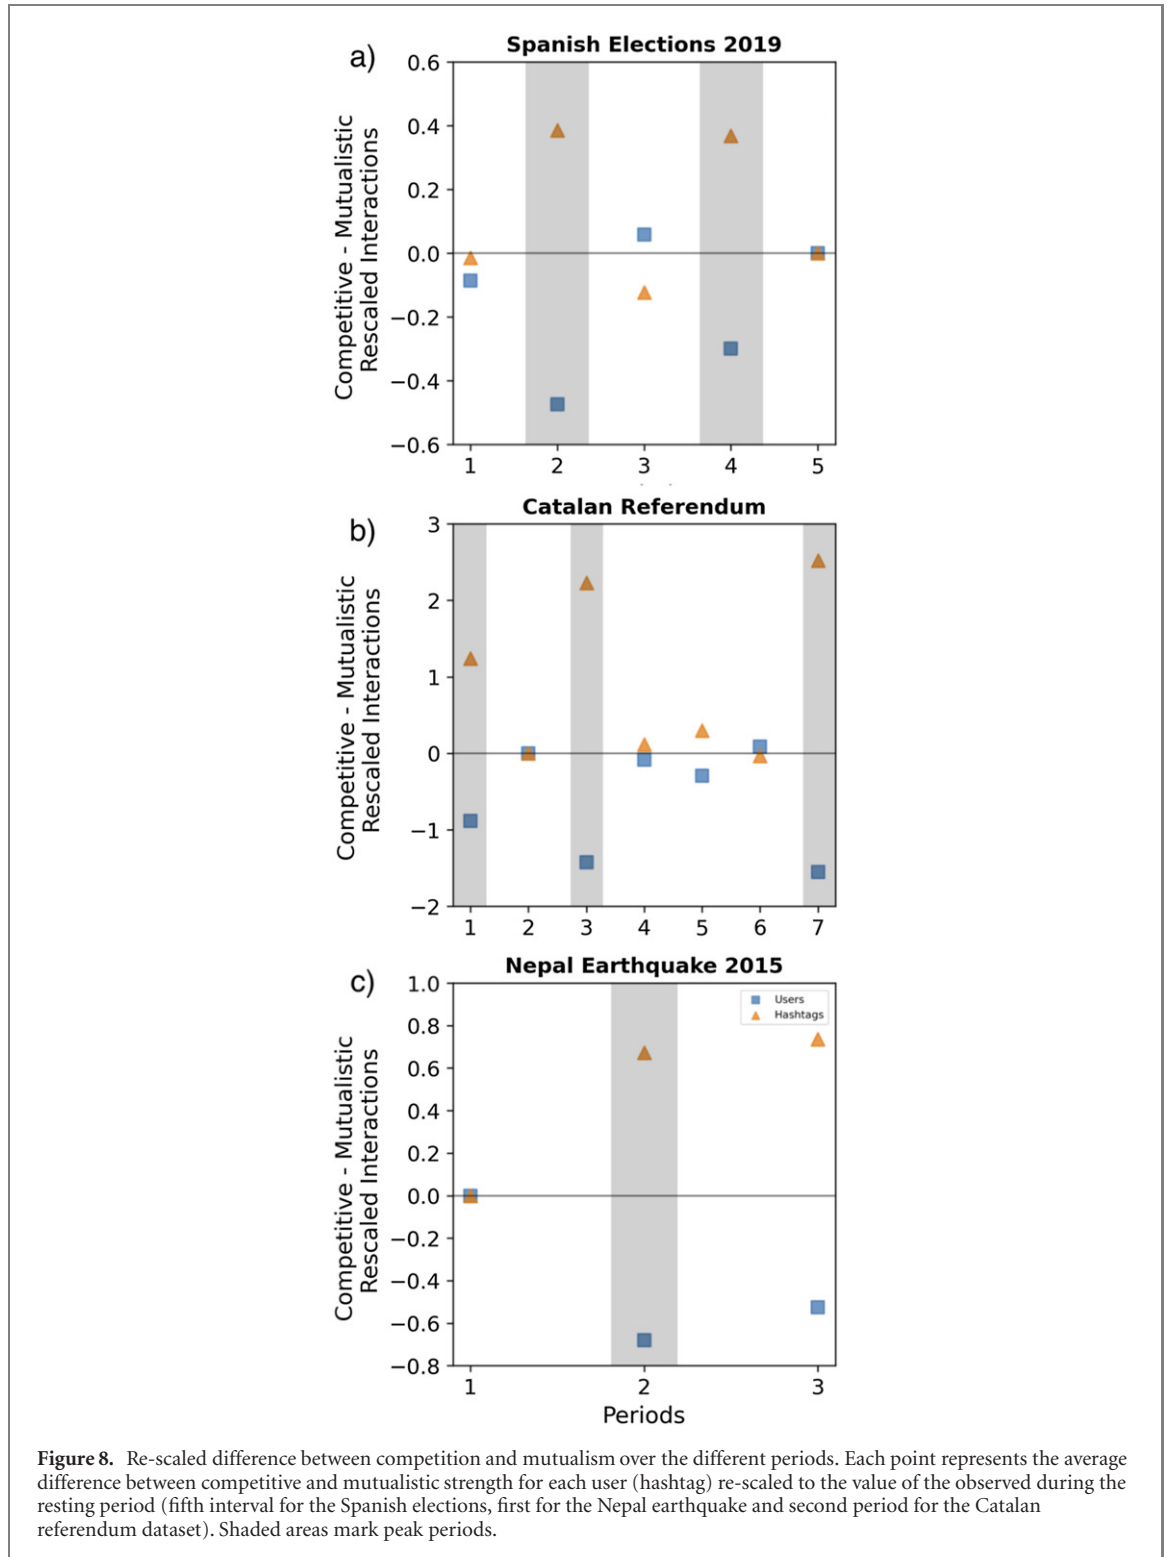 a)
Spanish Elections 2019
Competitive - Mutualistic
Rescaled Interactions
0.6
0.4
0.2
0.0
−0.2
−0.4
−0.6
1 2 3 4 5
b)
Catalan Referendum
Competitive - Mutualistic
Rescaled Interactions
3
2
1
0
−1
−2
1 2 3 4 5 6 7
c)
Nepal Earthquake 2015
Competitive - Mutualistic
Rescaled Interactions
1.0
0.8
0.6
0.4
0.2
0.0
−0.2
−0.4
−0.6
−0.8
Users
Hashtags
1 2 3
Periods
Figure 8. Re-scaled difference between competition and mutualism over the different periods. Each point represents the average
difference between competitive and mutualistic strength for each user (hashtag) re-scaled to the value of the observed during the
resting period (fifth interval for the Spanish elections, first for the Nepal earthquake and second period for the Catalan
referendum dataset). Shaded areas mark peak periods.